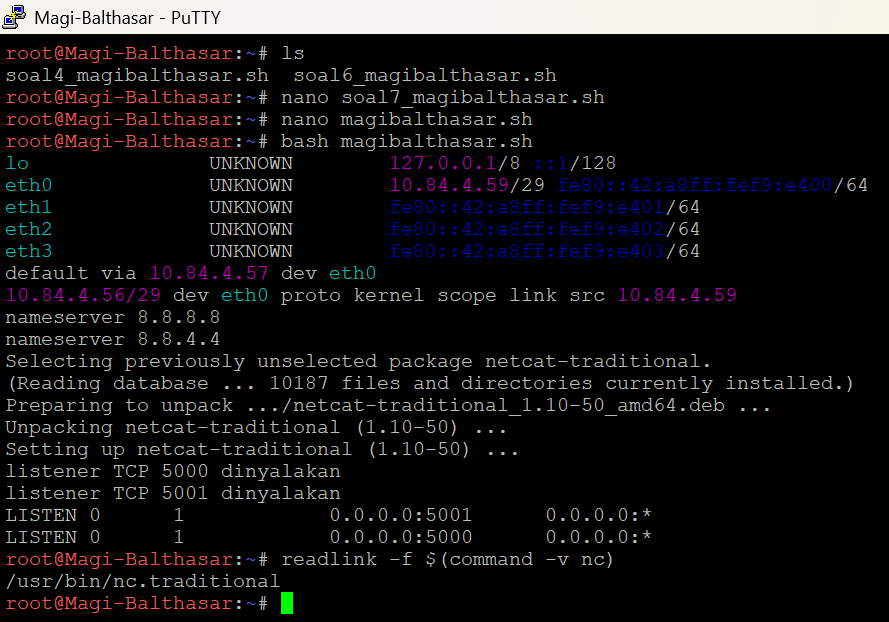 Magi-Balthasar - PuTTY
root@Magi-Balthasar:~# ls
soal4_magibalthasar.sh  soal6_magibalthasar.sh
root@Magi-Balthasar:~# nano soal7_magibalthasar.sh
root@Magi-Balthasar:~# nano magibalthasar.sh
root@Magi-Balthasar:~# bash magibalthasar.sh
lo               UNKNOWN        127.0.0.1/8 ::1/128
eth0             UNKNOWN        10.84.4.59/29 fe80::42:a8ff:fef9:e400/64
eth1             UNKNOWN        fe80::42:a8ff:fef9:e401/64
eth2             UNKNOWN        fe80::42:a8ff:fef9:e402/64
eth3             UNKNOWN        fe80::42:a8ff:fef9:e403/64
default via 10.84.4.57 dev eth0
10.84.4.56/29 dev eth0 proto kernel scope link src 10.84.4.59
nameserver 8.8.8.8
nameserver 8.8.4.4
Selecting previously unselected package netcat-traditional.
(Reading database ... 10187 files and directories currently installed.)
Preparing to unpack .../netcat-traditional_1.10-50_amd64.deb ...
Unpacking netcat-traditional (1.10-50) ...
Setting up netcat-traditional (1.10-50) ...
listener TCP 5000 dinyalakan
listener TCP 5001 dinyalakan
LISTEN 0      1            0.0.0.0:5001      0.0.0.0:*
LISTEN 0      1            0.0.0.0:5000      0.0.0.0:*
root@Magi-Balthasar:~# readlink -f $(command -v nc)
/usr/bin/nc.traditional
root@Magi-Balthasar:~#